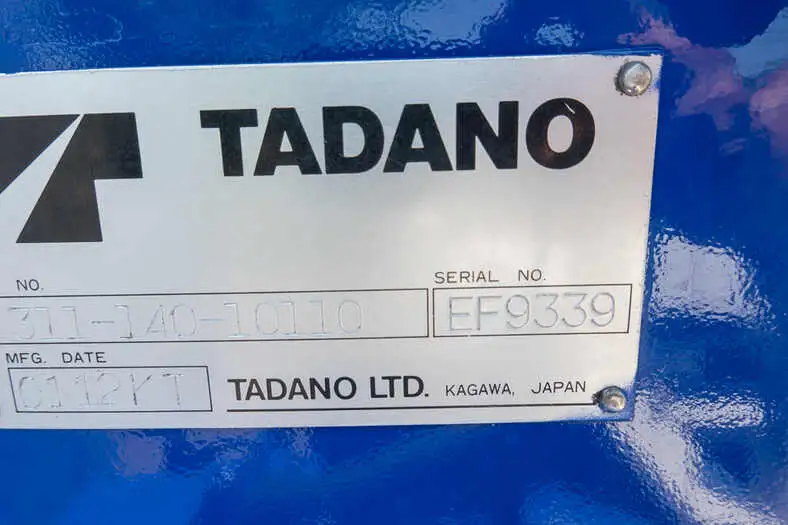 TADANO
NO.
311-140-10110
SERIAL NO.
EF9339
MFG. DATE
0112KT
TADANO LTD. KAGAWA, JAPAN